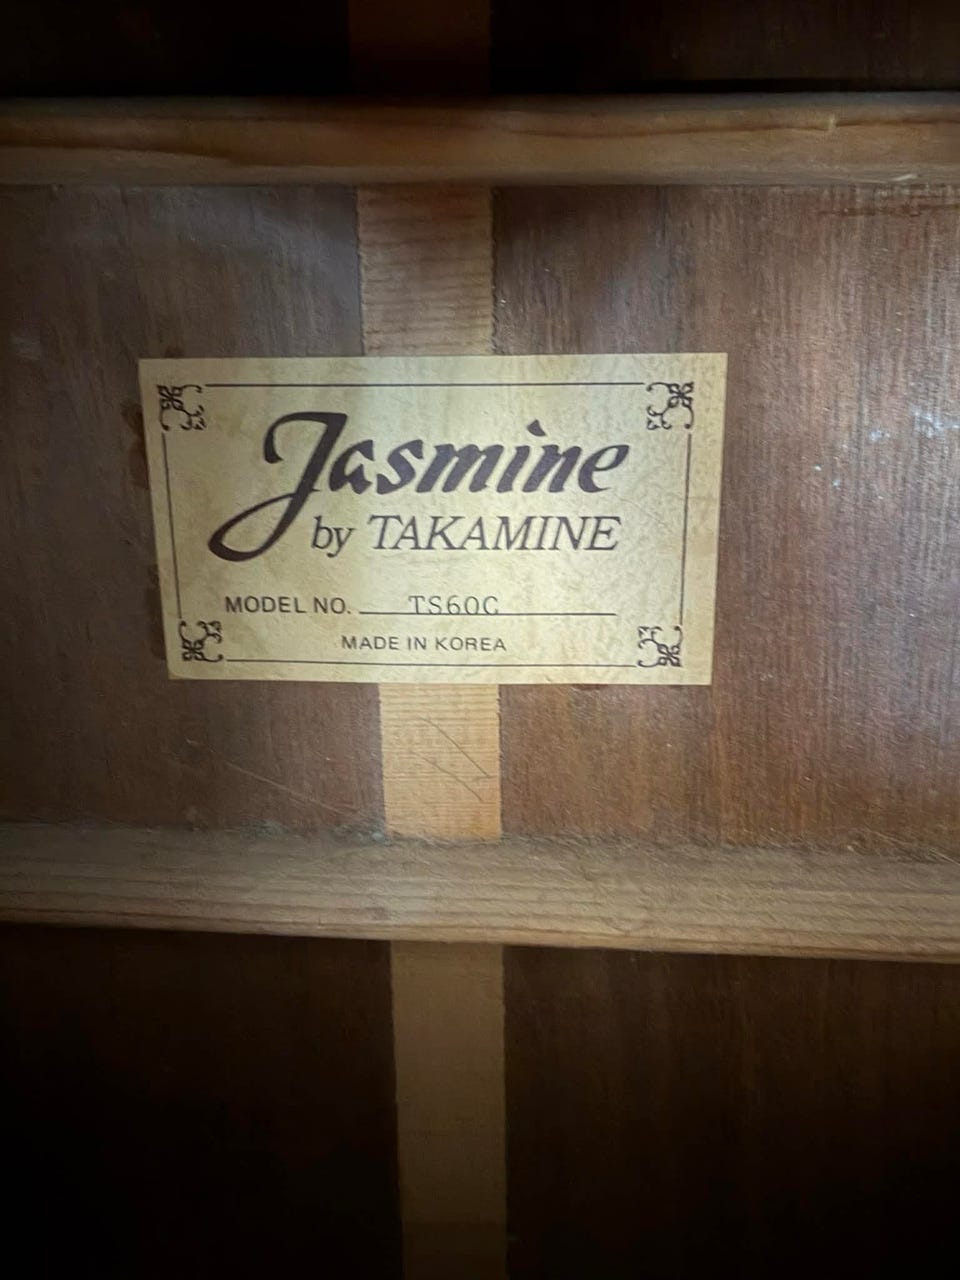 Jasmine
by TAKAMINE
MODEL NO. TS60C
MADE IN KOREA